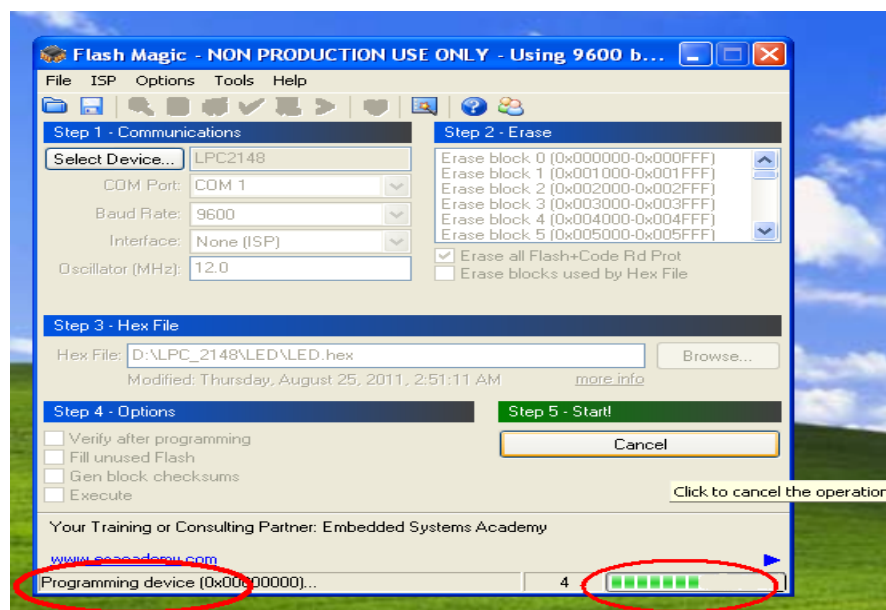 Flash Magic - NON PRODUCTION USE ONLY - Using 9600 b...
File ISP Options Tools Help
Step 1 - Communications
Select Device... LPC2148
COM Port: COM 1
Baud Rate: 9600
Interface: None (ISP)
Oscillator (MHz): 12.0
Step 2 - Erase
Erase block 0 (0x000000-0x000FFF)
Erase block 1 (0x001000-0x001FFF)
Erase block 2 (0x002000-0x002FFF)
Erase block 3 (0x003000-0x003FFF)
Erase block 4 (0x004000-0x004FFF)
Erase block 5 (0x005000-0x005FFF)
Erase all Flash+Code Rd Prot
Erase blocks used by Hex File
Step 3 - Hex File
Hex File: D:\LPC_2148\LED\LED.hex Browse...
Modified: Thursday, August 25, 2011, 2:51:11 AM more info
Step 4 - Options
Verify after programming
Fill unused Flash
Gen block checksums
Execute
Step 5 - Start!
Cancel
Click to cancel the operation
Your Training or Consulting Partner: Embedded Systems Academy
www.esacademy.com
Programming device (0x00000000)... 4